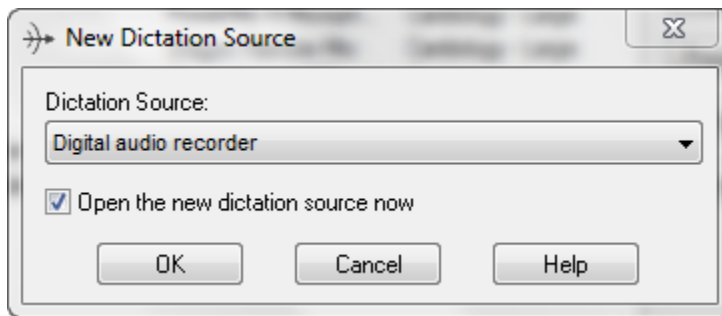 New Dictation Source
Dictation Source:
Digital audio recorder
Open the new dictation source now
OK Cancel Help